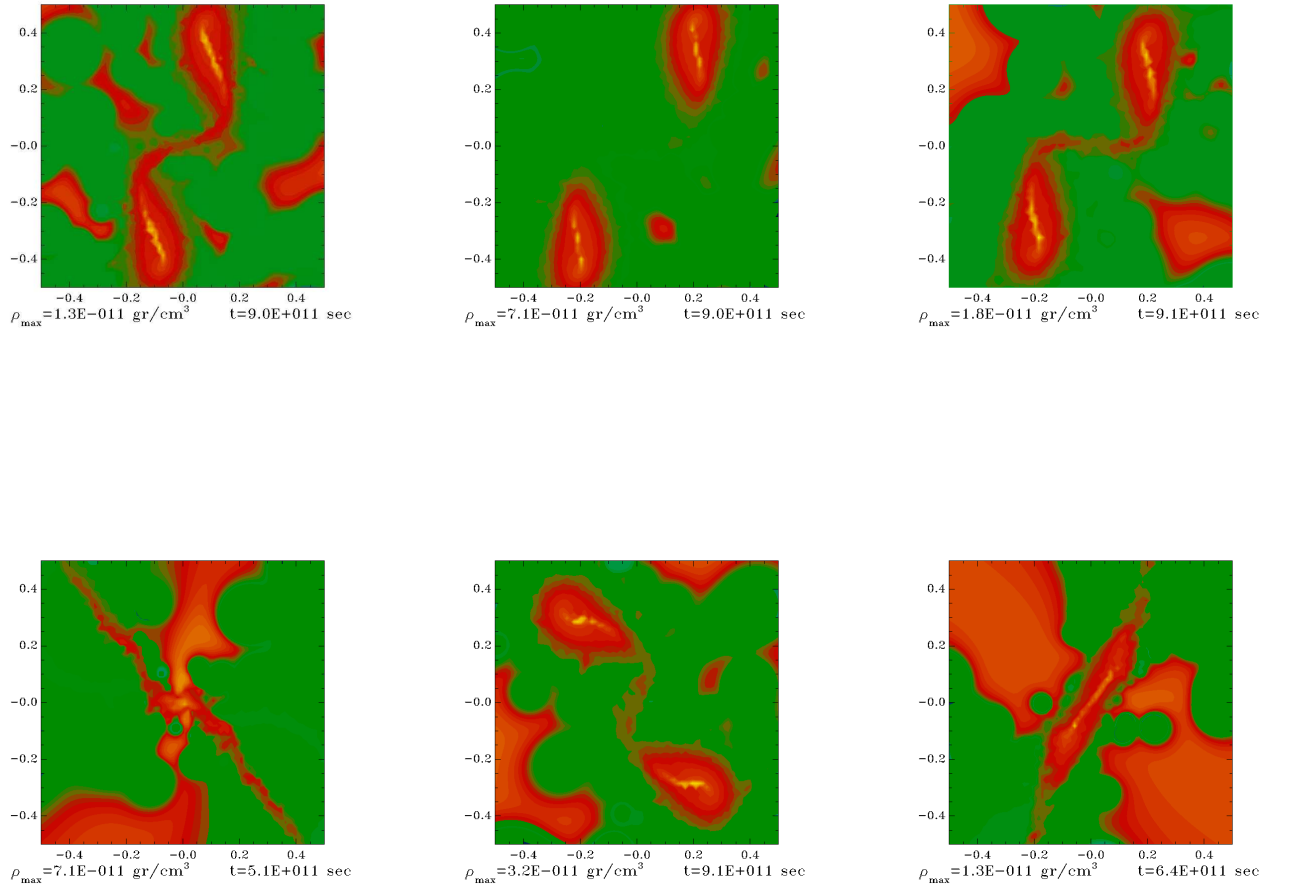 0.4 0.4 0.4
0.2 0.2 0.2
−0.0 −0.0 −0.0
−0.2 −0.2 −0.2
−0.4 −0.4 −0.4
−0.4 −0.2 −0.0 0.2 0.4 −0.4 −0.2 −0.0 0.2 0.4 −0.4 −0.2 −0.0 0.2 0.4
ρmax=1.3E−011 gr/cm3 t=9.0E+011 sec ρmax=7.1E−011 gr/cm3 t=9.0E+011 sec ρmax=1.8E−011 gr/cm3 t=9.1E+011 sec
0.4 0.4 0.4
0.2 0.2 0.2
−0.0 −0.0 −0.0
−0.2 −0.2 −0.2
−0.4 −0.4 −0.4
−0.4 −0.2 −0.0 0.2 0.4 −0.4 −0.2 −0.0 0.2 0.4 −0.4 −0.2 −0.0 0.2 0.4
ρmax=7.1E−011 gr/cm3 t=5.1E+011 sec ρmax=3.2E−011 gr/cm3 t=9.1E+011 sec ρmax=1.3E−011 gr/cm3 t=6.4E+011 sec